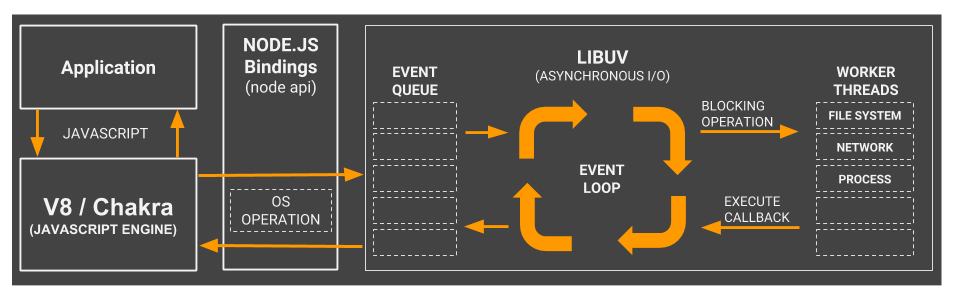 Application
JAVASCRIPT
V8 / Chakra
(JAVASCRIPT ENGINE)
NODE.JS
Bindings
(node api)
OS
OPERATION
LIBUV
(ASYNCHRONOUS I/O)
EVENT
QUEUE
EVENT
LOOP
BLOCKING
OPERATION
EXECUTE
CALLBACK
WORKER
THREADS
FILE SYSTEM
NETWORK
PROCESS